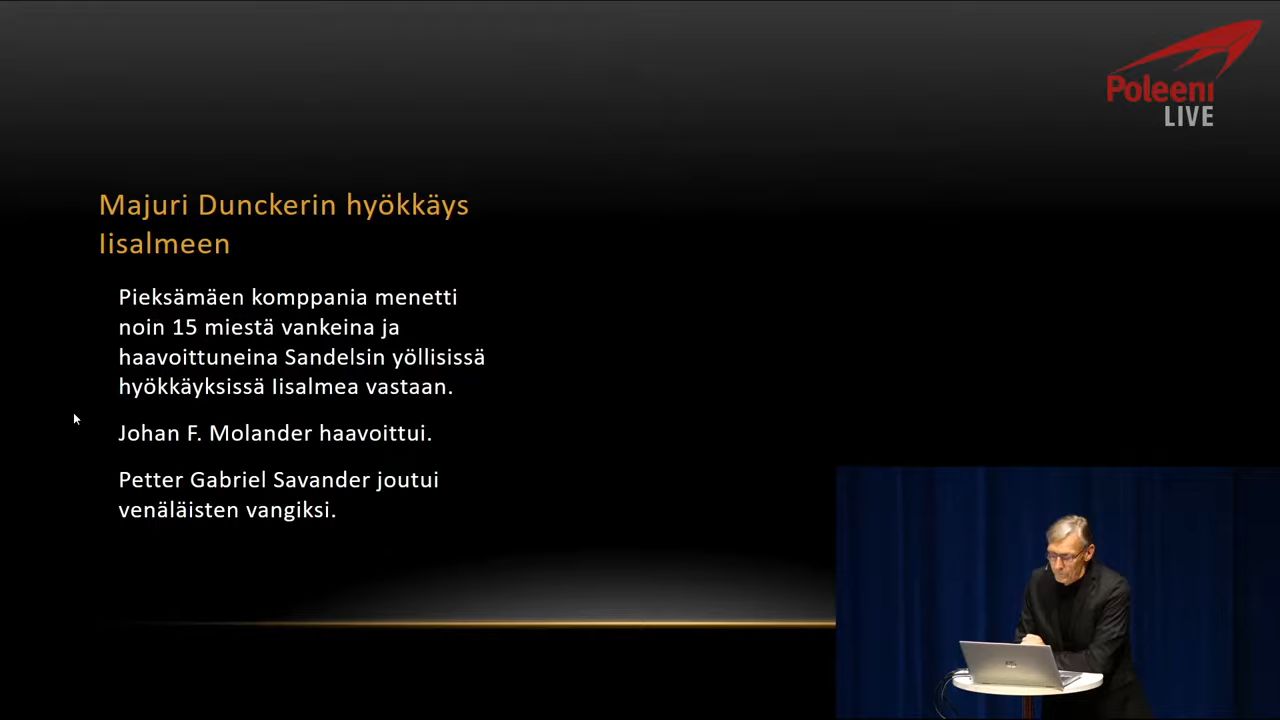 Poleeni
LIVE
Majuri Dunckerin hyökkäys
Iisalmeen
Pieksämäen komppania menetti
noin 15 miestä vankeina ja
haavoittuneina Sandelsin yöllisissä
hyökkäyksissä Iisalmea vastaan.
Johan F. Molander haavoittui.
Petter Gabriel Savander joutui
venäläisten vangiksi.